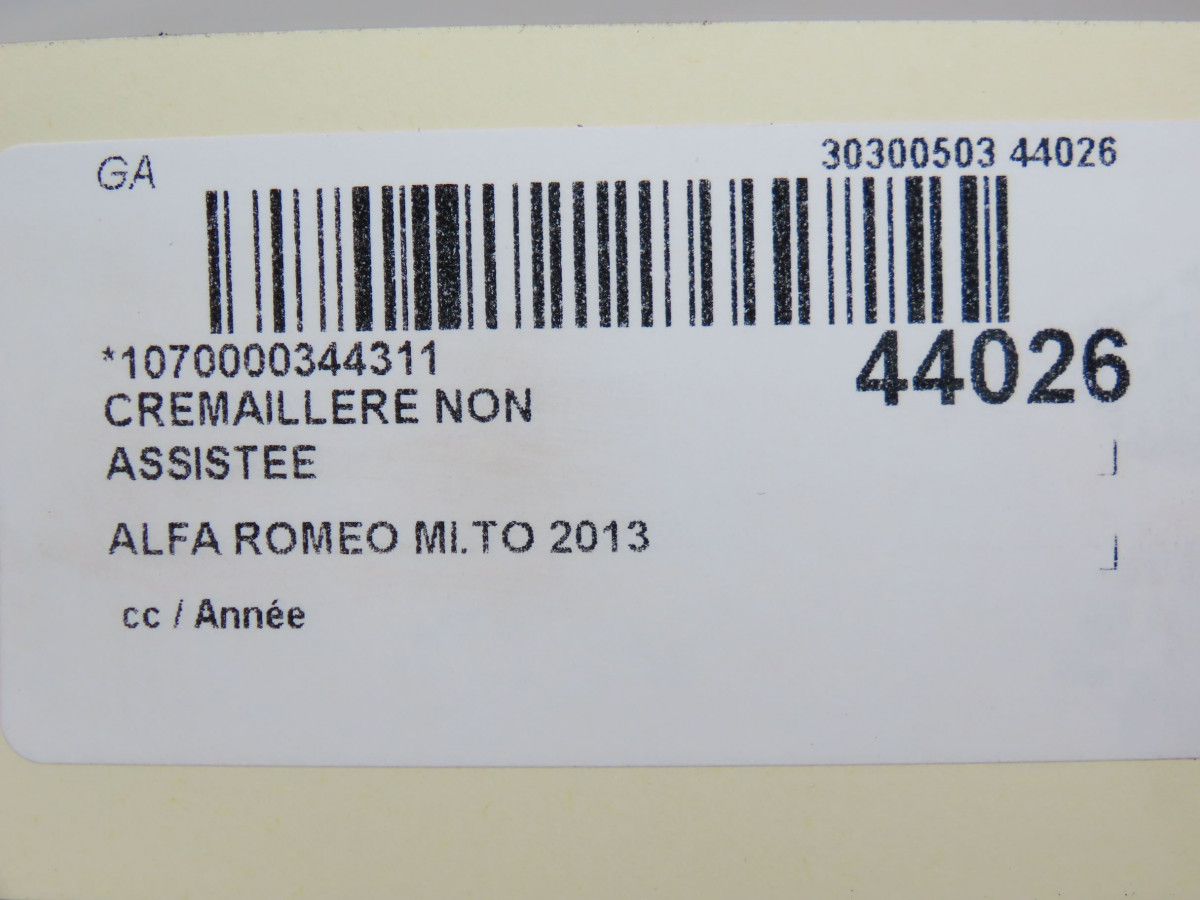 GA
30300503 44026
*1070000344311
44026
CREMAILLERE NON
ASSISTEE
ALFA ROMEO MI.TO 2013
cc / Année